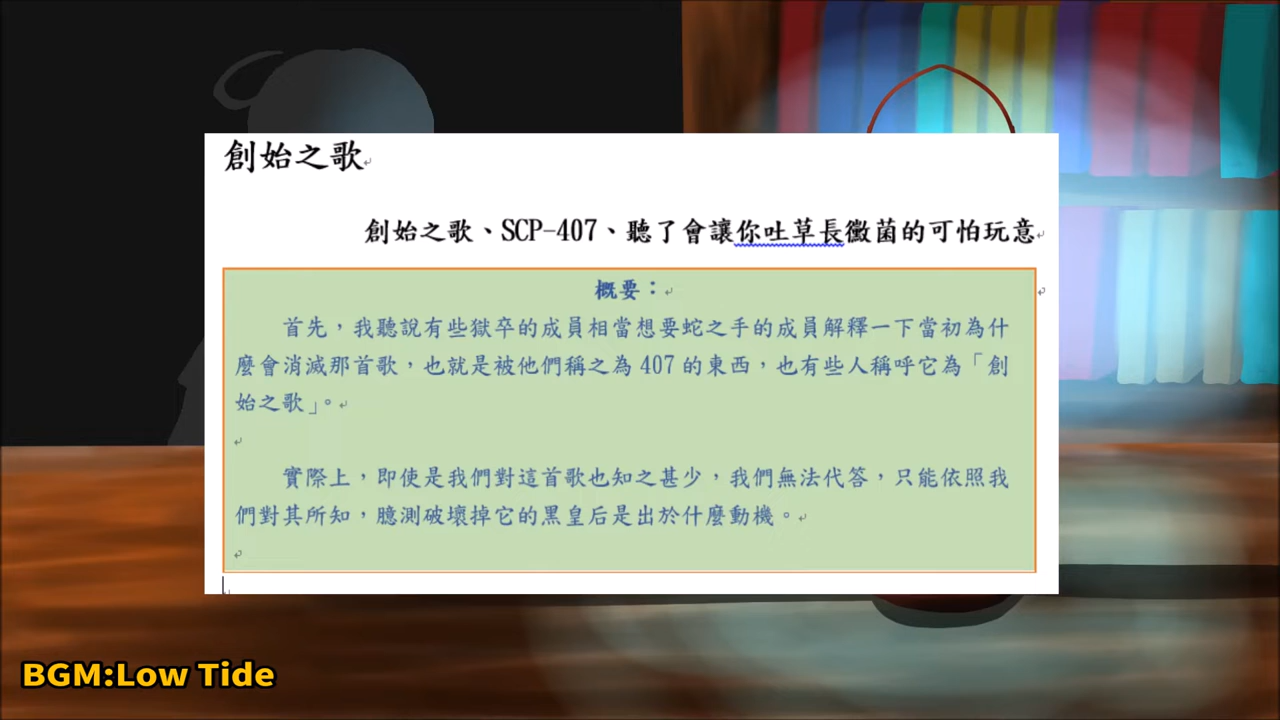 創始之歌
創始之歌、SCP-407、聽了會讓你吐草長黴菌的可怕玩意
概要：
首先，我聽說有些獄卒的成員相當想要蛇之手的成員解釋一下當初為什
麼會消滅那首歌，也就是被他們稱之為 407 的東西，也有些人稱呼它為「創
始之歌」。
實際上，即使是我們對這首歌也知之甚少，我們無法代答，只能依照我
們對其所知，臆測破壞掉它的黑皇后是出於什麼動機。
BGM:Low Tide